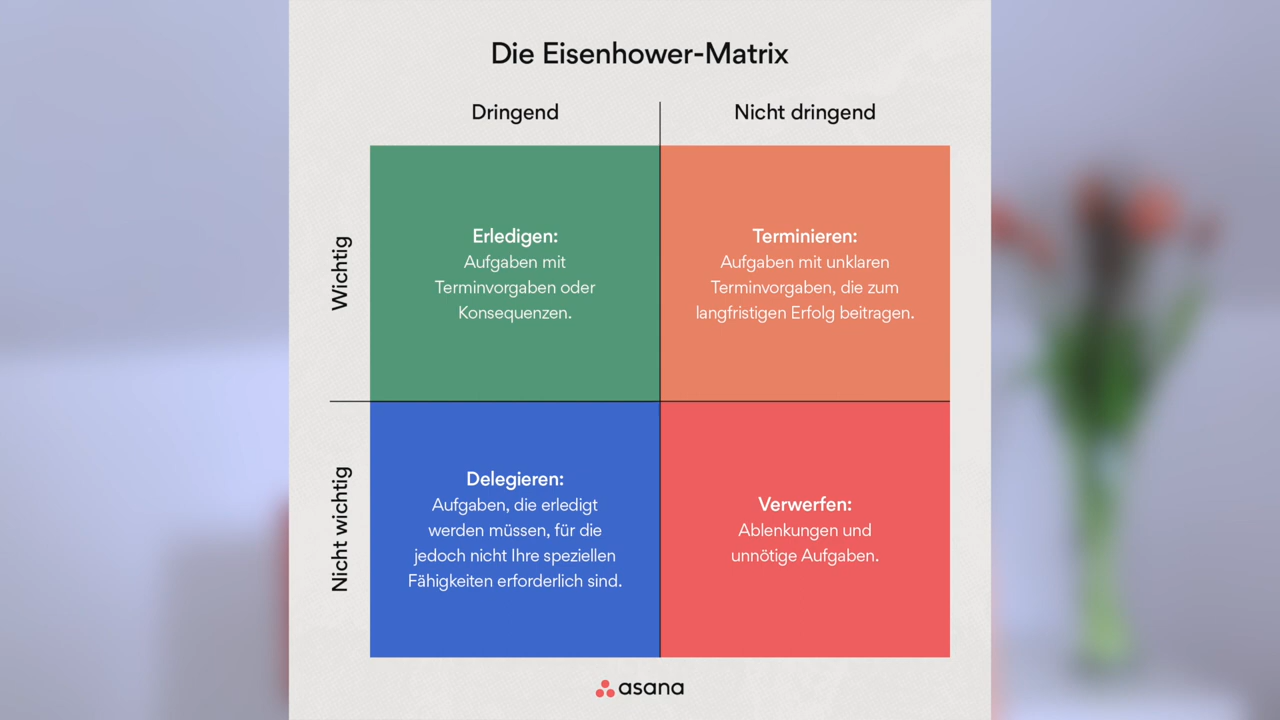 Die Eisenhower-Matrix
Dringend
Nicht dringend
Wichtig
Erledigen:
Aufgaben mit
Terminvorgaben oder
Konsequenzen.
Terminieren:
Aufgaben mit unklaren
Terminvorgaben, die zum
langfristigen Erfolg beitragen.
Nicht wichtig
Delegieren:
Aufgaben, die erledigt
werden müssen, für die
jedoch nicht Ihre speziellen
Fähigkeiten erforderlich sind.
Verwerfen:
Ablenkungen und
unnötige Aufgaben.
asana